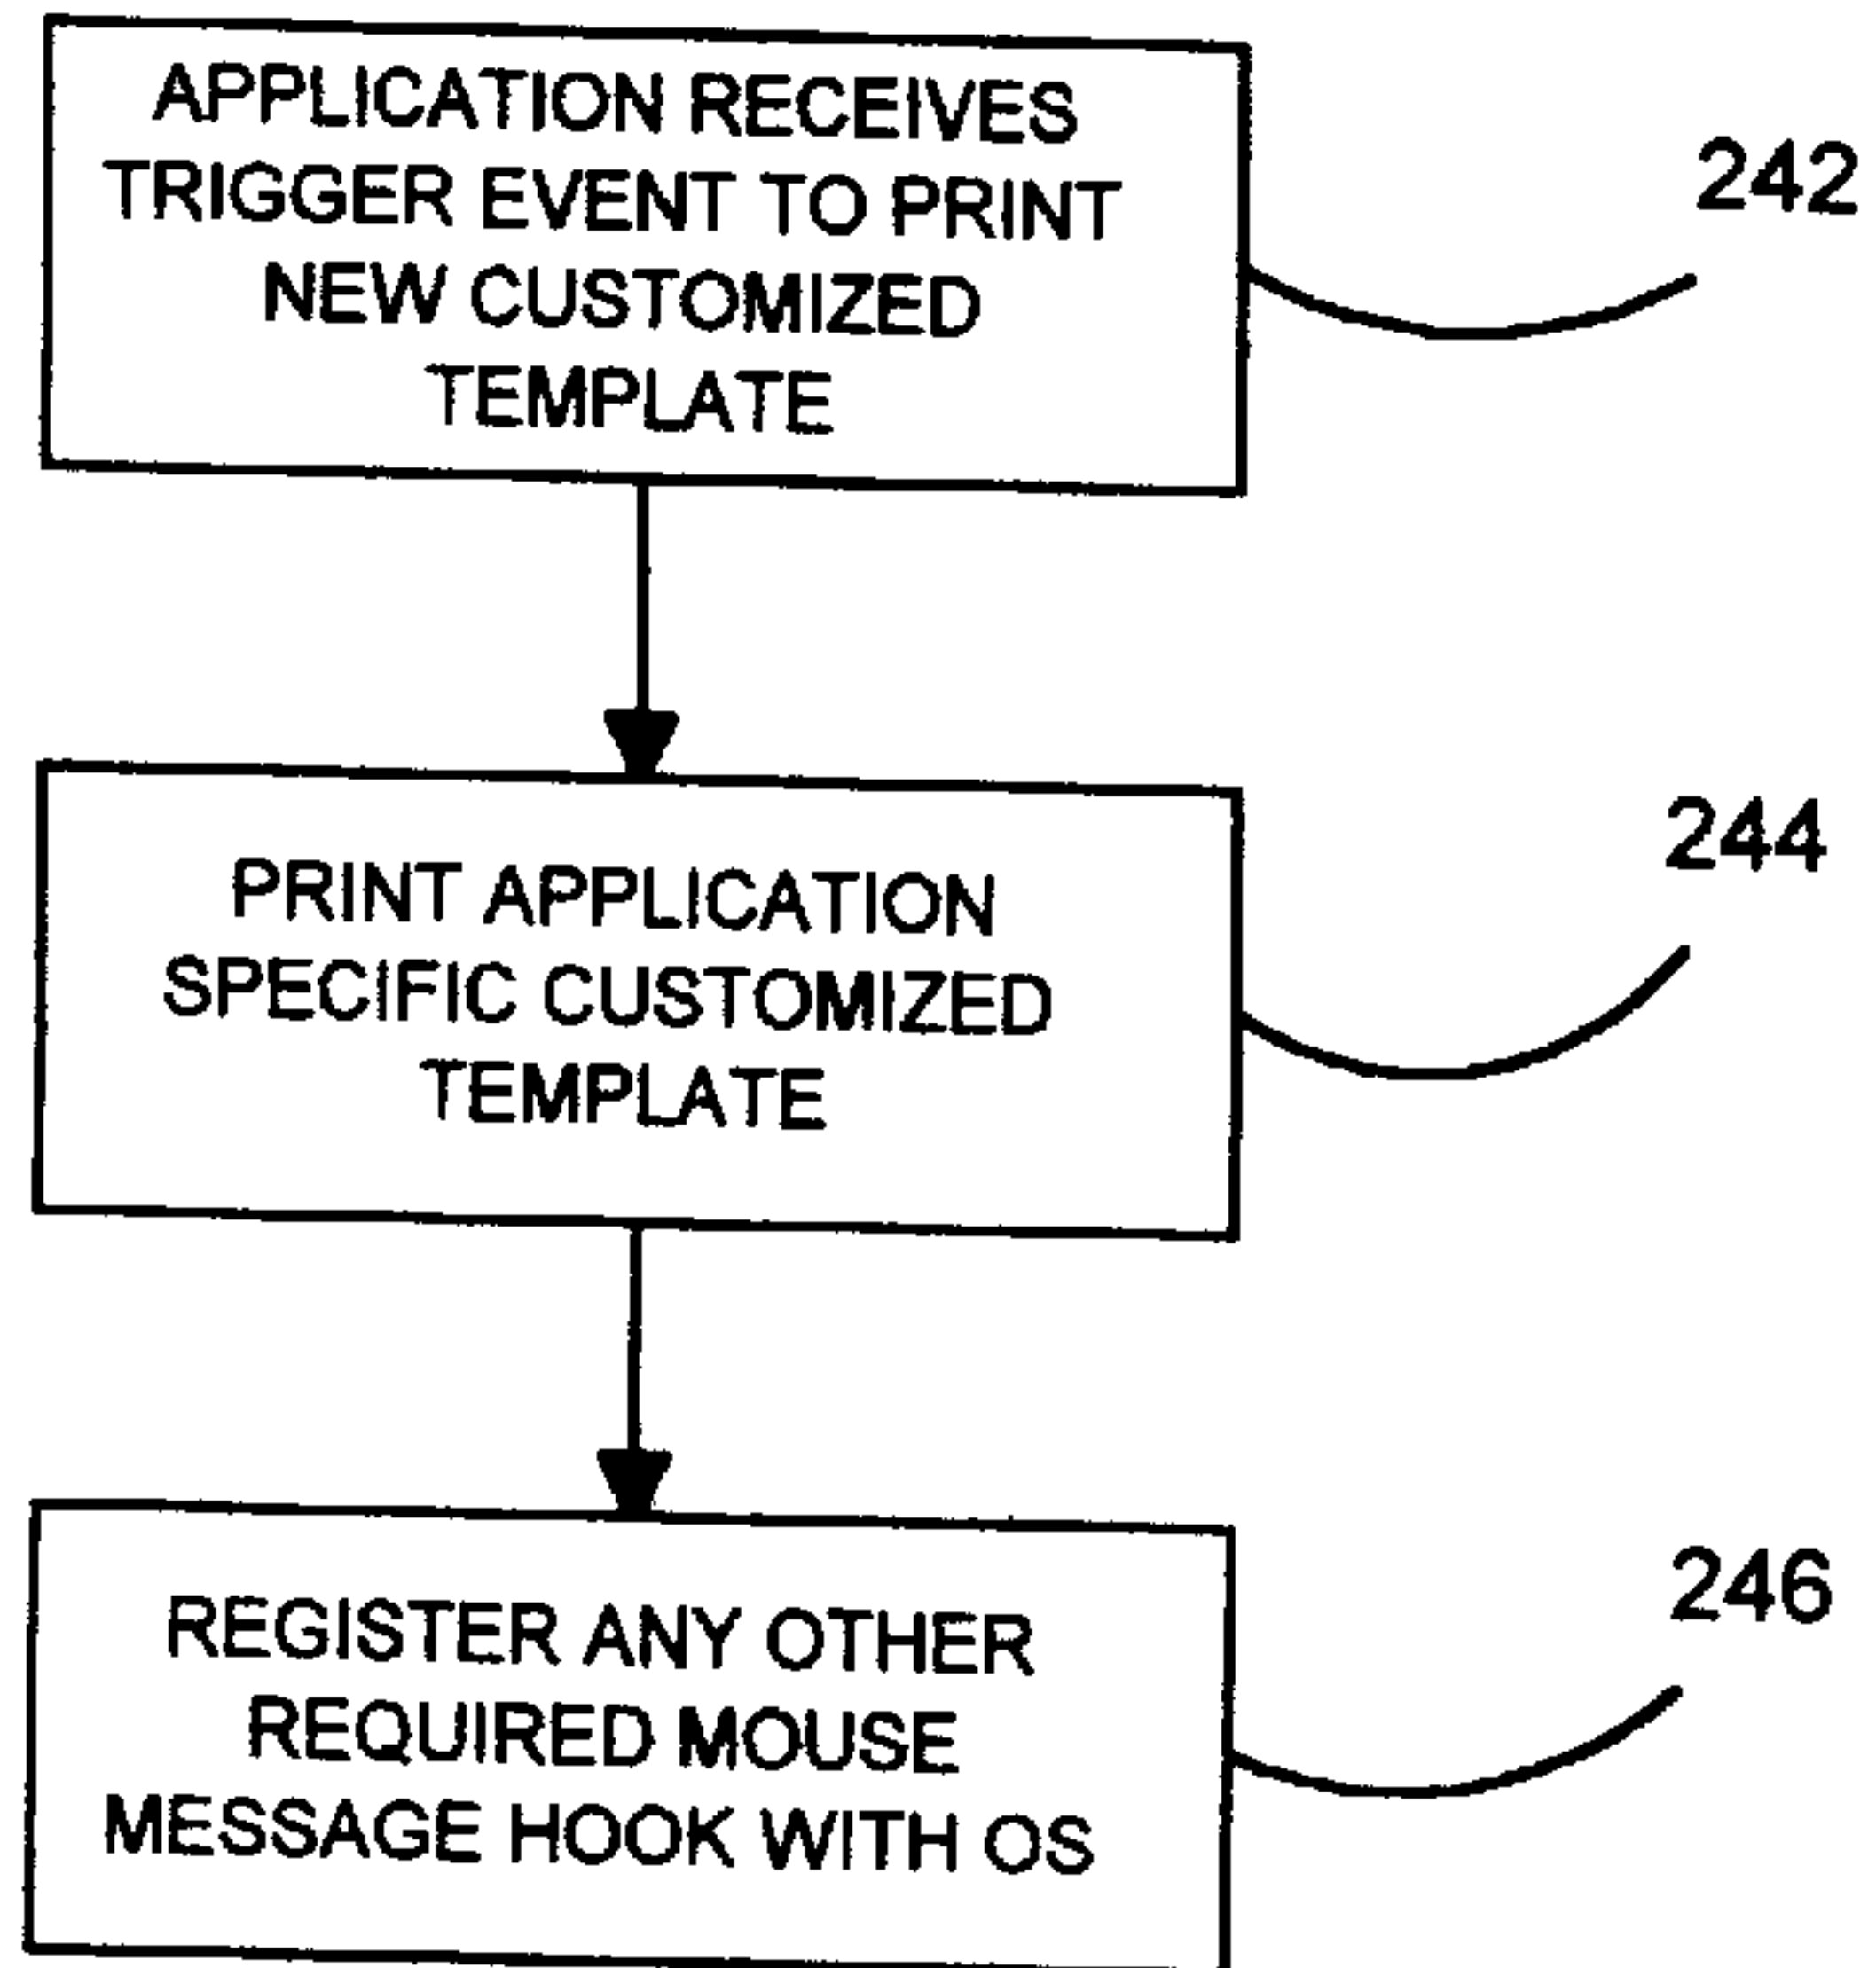 APPLICATION RECEIVES
TRIGGER EVENT TO PRINT
NEW CUSTOMIZED
TEMPLATE
242
PRINT APPLICATION
SPECIFIC CUSTOMIZED
TEMPLATE
244
REGISTER ANY OTHER
REQUIRED MOUSE
MESSAGE HOOK WITH OS
246